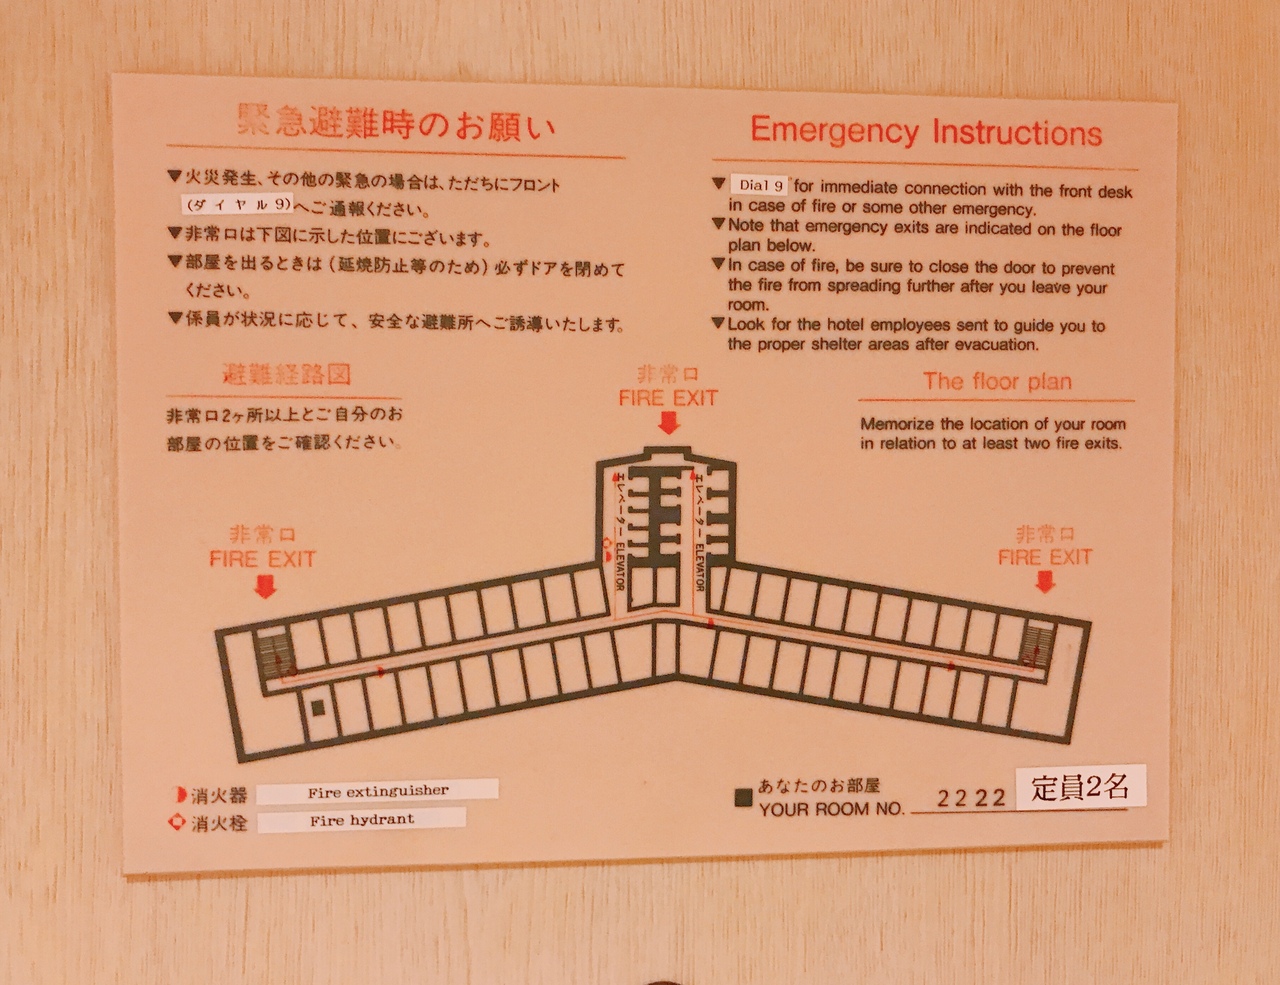 緊急避難時のお願い
▼火災発生、その他の緊急の場合は、ただちにフロント
(ダイヤル9)へご通報ください。
▼非常口は下図に示した位置にございます。
▼部屋を出るときは(延焼防止等のため)必ずドアを閉めて
ください。
▼係員が状況に応じて、安全な避難所へご誘導いたします。
Emergency Instructions
▼Dial 9 for immediate connection with the front desk
in case of fire or some other emergency.
▼Note that emergency exits are indicated on the floor
plan below.
▼In case of fire, be sure to close the door to prevent
the fire from spreading further after you leave your
room.
▼Look for the hotel employees sent to guide you to
the proper shelter areas after evacuation.
避難経路図
非常口2ヶ所以上とご自分のお
部屋の位置をご確認ください。
非常口
FIRE EXIT
The floor plan
Memorize the location of your room
in relation to at least two fire exits.
非常口
FIRE EXIT
エレベーター ELEVATOR
エレベーター ELEVATOR
非常口
FIRE EXIT
消火器 Fire extinguisher
消火栓 Fire hydrant
あなたのお部屋
YOUR ROOM NO. 2222 定員2名